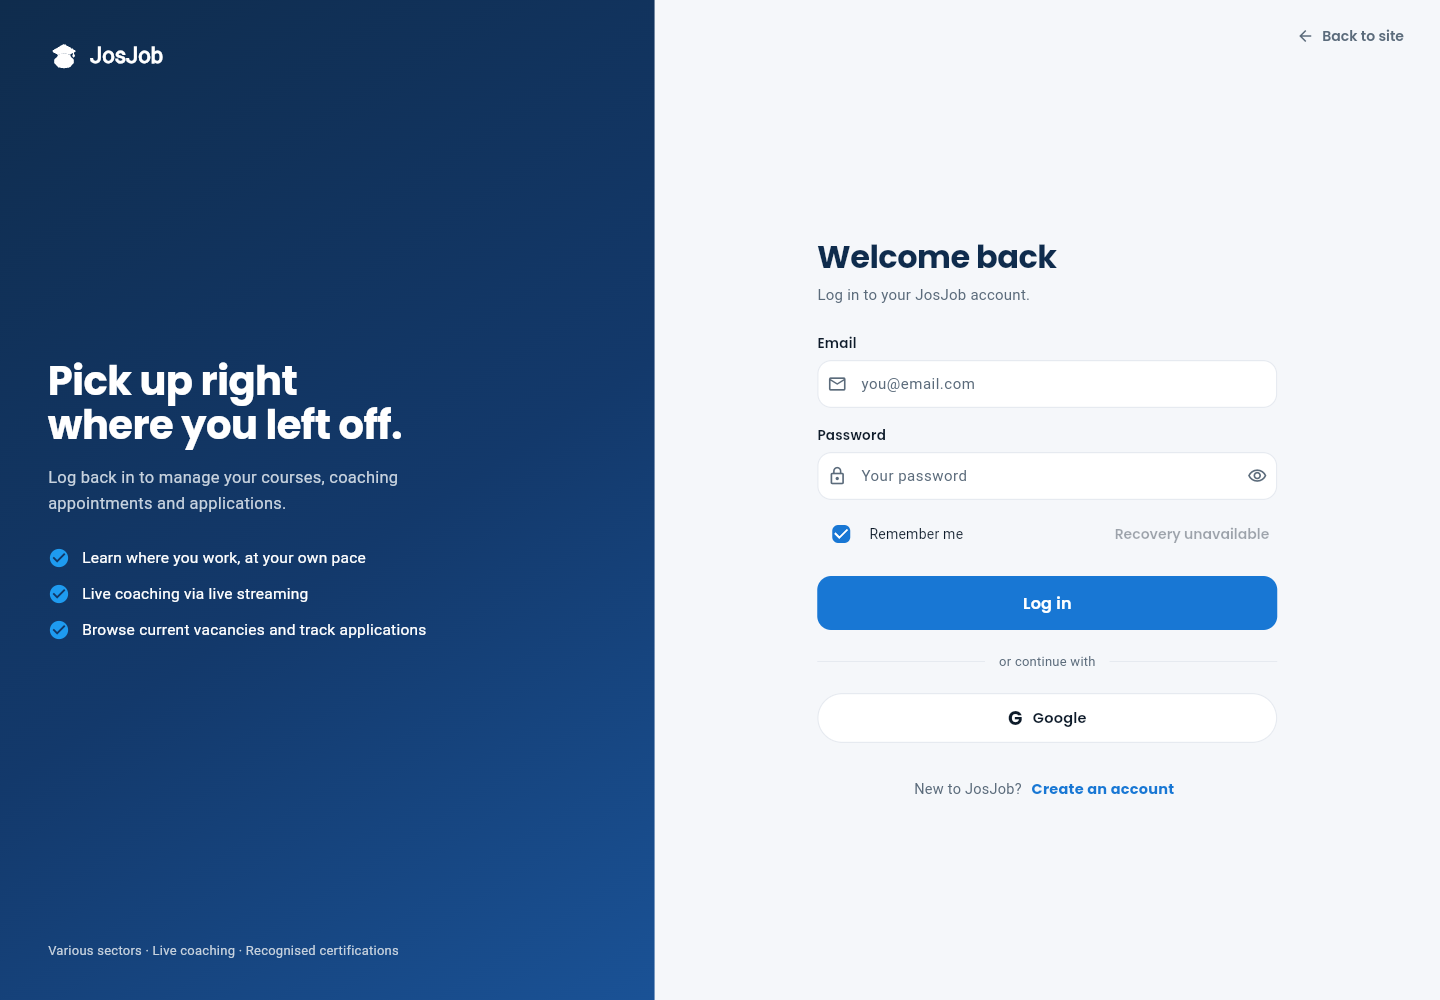 JosJob
Back to site
Pick up right
where you left off.
Log back in to manage your courses, coaching
appointments and applications.
Learn where you work, at your own pace
Live coaching via live streaming
Browse current vacancies and track applications
Various sectors · Live coaching · Recognised certifications
Welcome back
Log in to your JosJob account.
Email
you@email.com
Password
Your password
Remember me
Recovery unavailable
Log in
or continue with
G Google
New to JosJob? Create an account